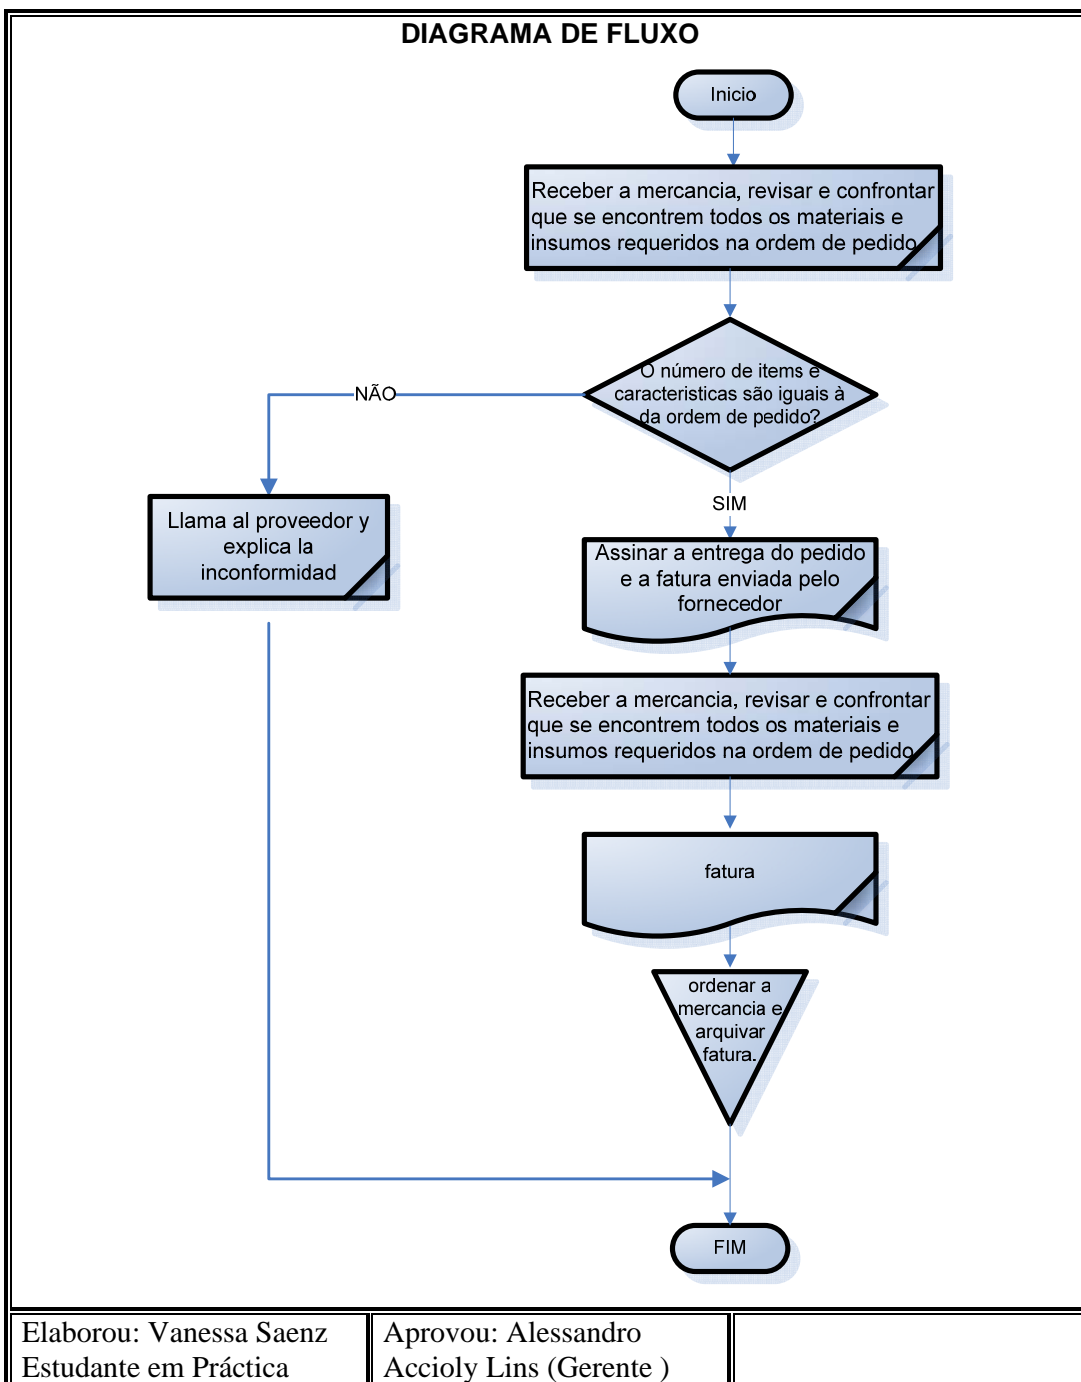 DIAGRAMA DE FLUXO
Inicio
Receber a mercancia, revisar e confrontar
que se encontrem todos os materiais e
insumos requeridos na ordem de pedido
O número de items e
caracteristicas são iguais à
da ordem de pedido?
NÃO
SIM
Llama al proveedor y
explica la
inconformidad
Assinar a entrega do pedido
e a fatura enviada pelo
fornecedor
Receber a mercancia, revisar e confrontar
que se encontrem todos os materiais e
insumos requeridos na ordem de pedido
fatura
ordenar a
mercancia e
arquivar
fatura.
FIM
Elaborou: Vanessa Saenz
Estudante em Práctica
Aprovou: Alessandro
Accioly Lins (Gerente )